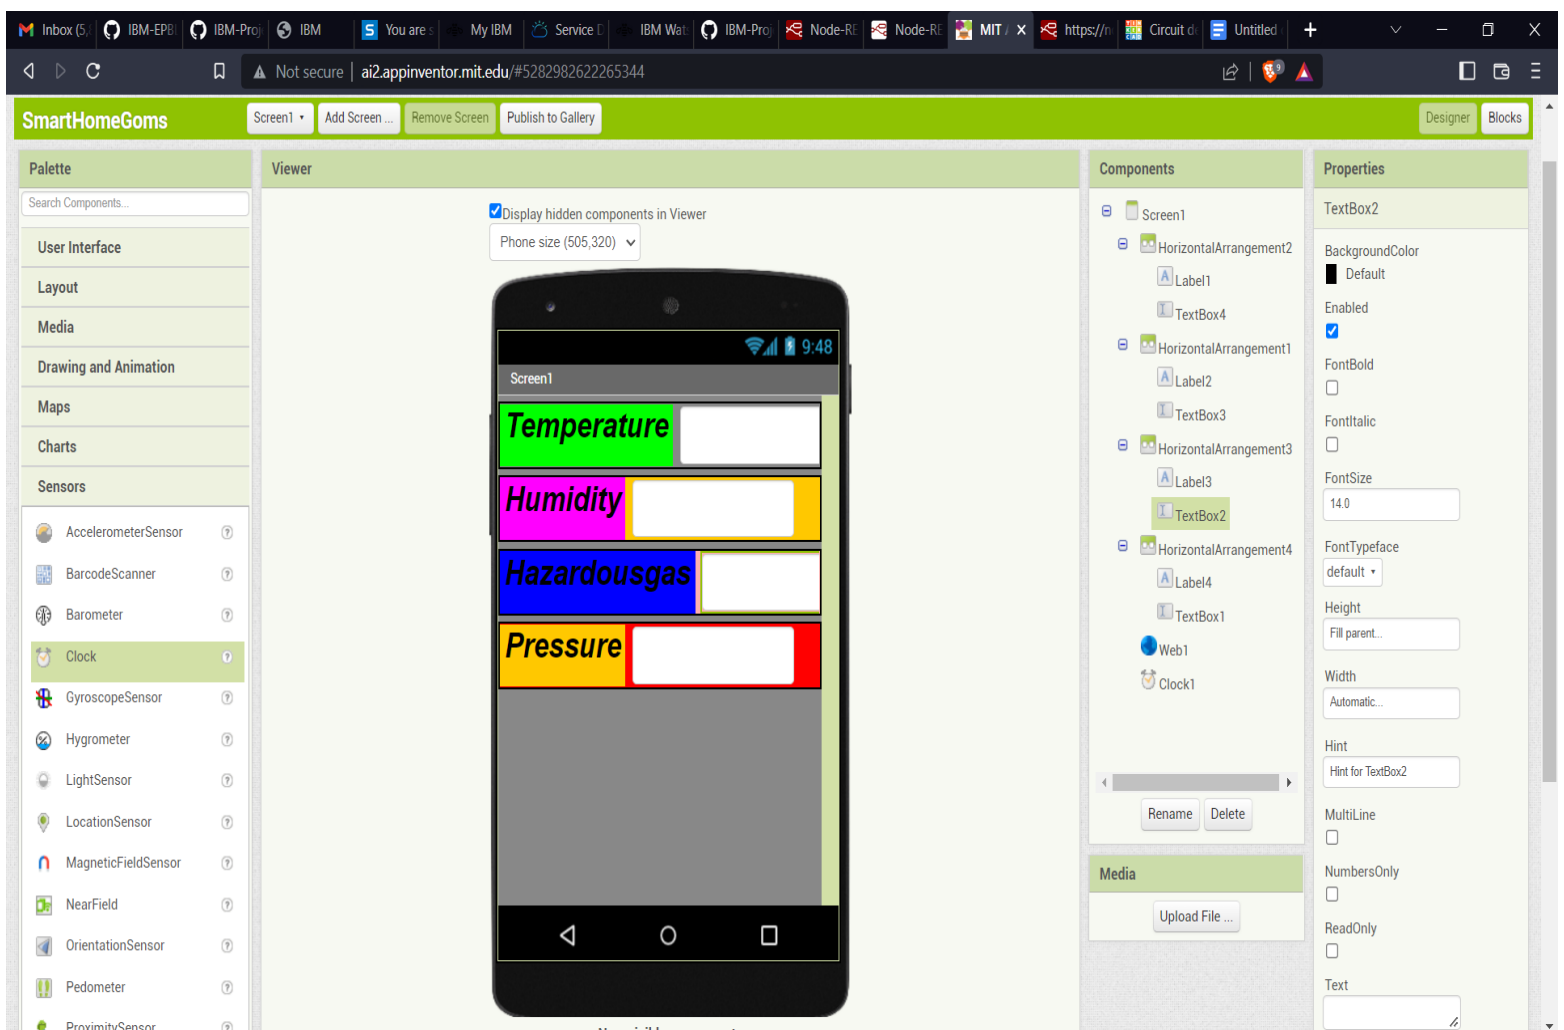 Inbox (5,
IBM-EPB
IBM-Proj
IBM
You are s
My IBM
Service D
IBM Wat
IBM-Proj
Node-RE
Node-RE
MIT
https://n
Circuit d
Untitled
Not secure
ai2.appinventor.mit.edu/#5282982622265344
9
SmartHomeGoms
Screen1
Add Screen ...
Remove Screen
Publish to Gallery
Designer
Blocks
Palette
Search Components...
User Interface
Layout
Media
Drawing and Animation
Maps
Charts
Sensors
AccelerometerSensor
BarcodeScanner
Barometer
Clock
GyroscopeSensor
Hygrometer
LightSensor
LocationSensor
MagneticFieldSensor
NearField
OrientationSensor
Pedometer
ProximitySensor
Viewer
Display hidden components in Viewer
Phone size (505,320)
9:48
Screen1
Temperature
Humidity
Hazardousgas
Pressure
Components
Screen1
HorizontalArrangement2
Label1
TextBox4
HorizontalArrangement1
Label2
TextBox3
HorizontalArrangement3
Label3
TextBox2
HorizontalArrangement4
Label4
TextBox1
Web1
Clock1
Rename
Delete
Media
Upload File ...
Properties
TextBox2
BackgroundColor
Default
Enabled
FontBold
FontItalic
FontSize
14.0
FontTypeface
default
Height
Fill parent...
Width
Automatic...
Hint
Hint for TextBox2
MultiLine
NumbersOnly
ReadOnly
Text